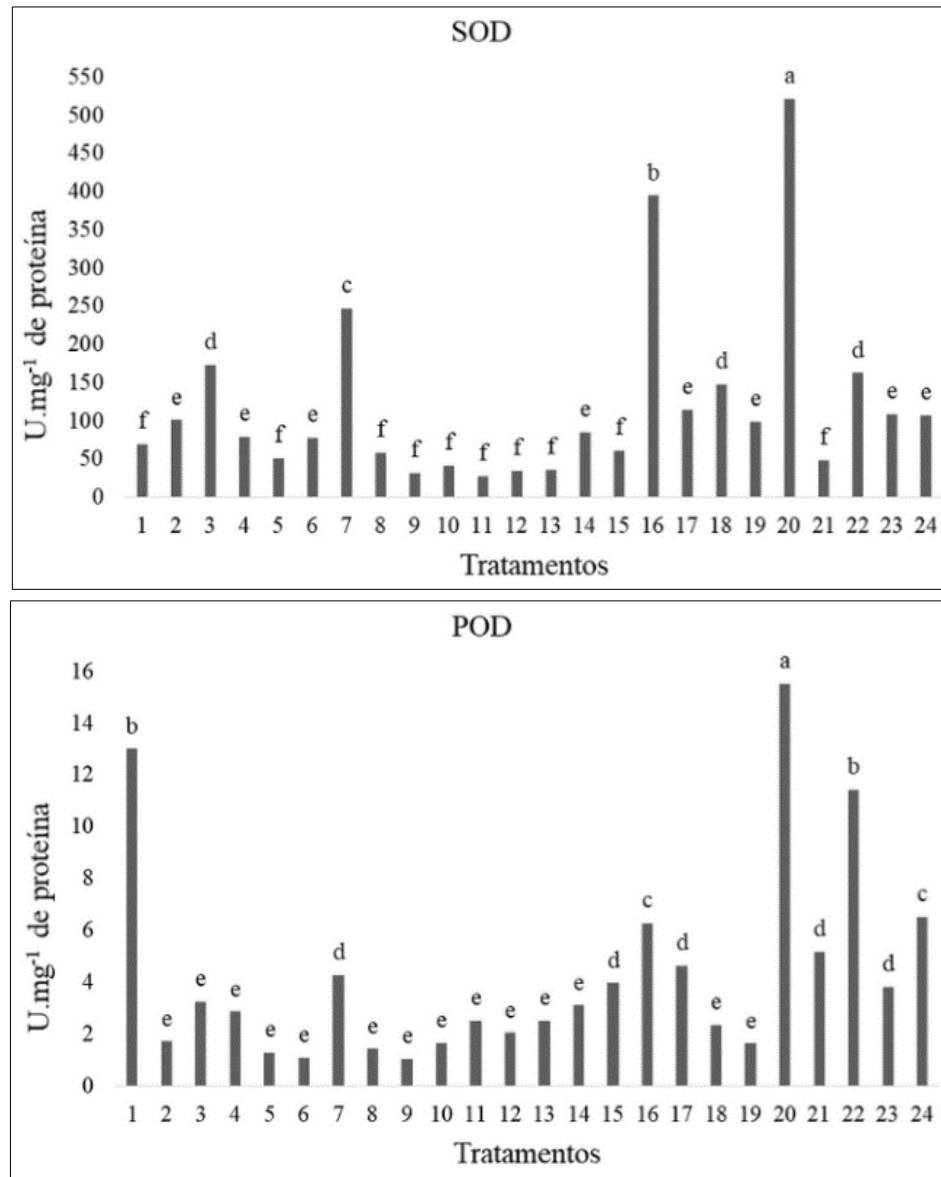 SOD
U.mg⁻¹ de proteína
550
500
450
400
350
300
250
200
150
100
50
0
f e d e f e c f f f f f f e f b e d e a f d e e
1 2 3 4 5 6 7 8 9 10 11 12 13 14 15 16 17 18 19 20 21 22 23 24
Tratamentos
POD
U.mg⁻¹ de proteína
16
14
12
10
8
6
4
2
0
b e e e e e d e e e e e e e d c d e e a d b d c
1 2 3 4 5 6 7 8 9 10 11 12 13 14 15 16 17 18 19 20 21 22 23 24
Tratamentos